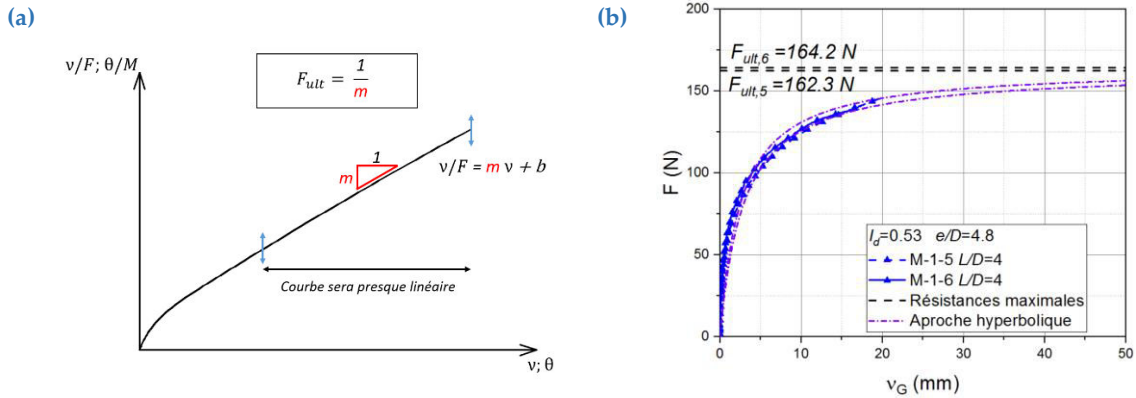 (a)
ν/F; θ/M
F_ult = 1/m
1
m
ν/F = m ν + b
Courbe sera presque linéaire
ν; θ
(b)
200
150
100
50
0
F (N)
F_ult,6 =164.2 N
F_ult,5 =162.3 N
I_d=0.53 e/D=4.8
M-1-5 L/D=4
M-1-6 L/D=4
Résistances maximales
Aproche hyperbolique
0 10 20 30 40 50
ν_G (mm)